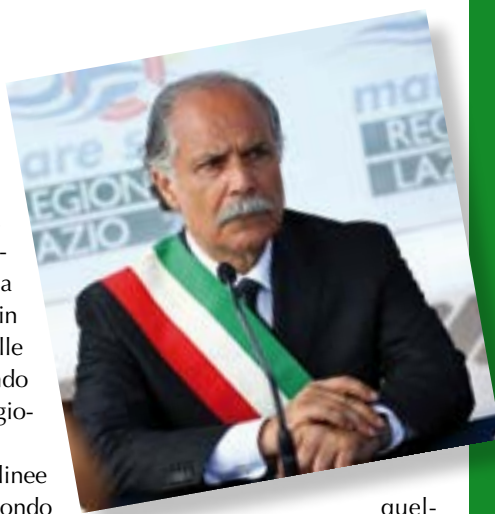 are s
REGION
AZIO
mar
REG
LAZ
-
a
in
lle
ndo
gio-
linee
ondo quel-